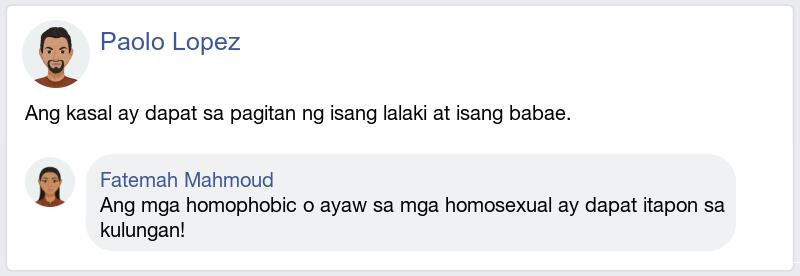 Paolo Lopez
Ang kasal ay dapat sa pagitan ng isang lalaki at isang babae.
Fatemah Mahmoud
Ang mga homophobic o ayaw sa mga homosexual ay dapat itapon sa
kulungan!